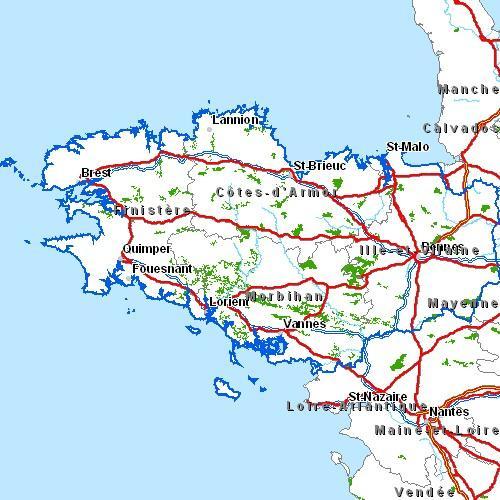 Manche
Lannion
Calvados
St-Malo
St-Brieuc
Brest
Côtes-d'Armor
Finistère
Quimper
Ille-et-Vilaine
Rennes
Fouesnant
Lorient
Morbihan
Mayenne
Vannes
St-Nazaire
Loire-Atlantique
Nantes
Maine-et-Loire
Vendée